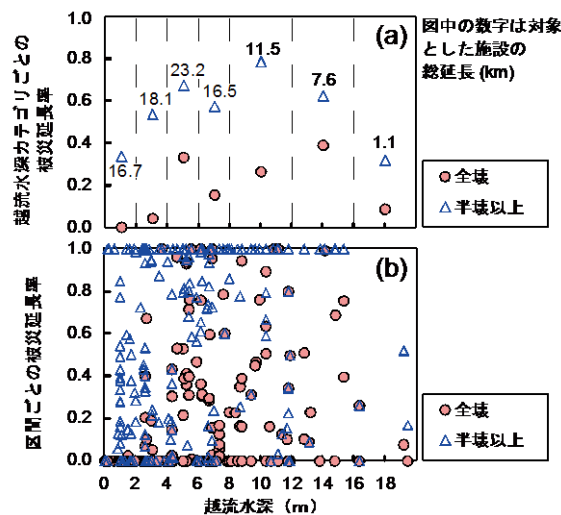 越流水深カテゴリごとの
被災延長率
1.0
0.8
0.6
0.4
0.2
0.0
(a)
16.7
18.1
23.2
16.5
11.5
7.6
1.1
図中の数字は対象
とした施設の
総延長 (km)
全壊
半壊以上
区間ごとの被災延長率
1.0
0.8
0.6
0.4
0.2
0.0
(b)
0 2 4 6 8 10 12 14 16 18
越流水深 (m)
全壊
半壊以上